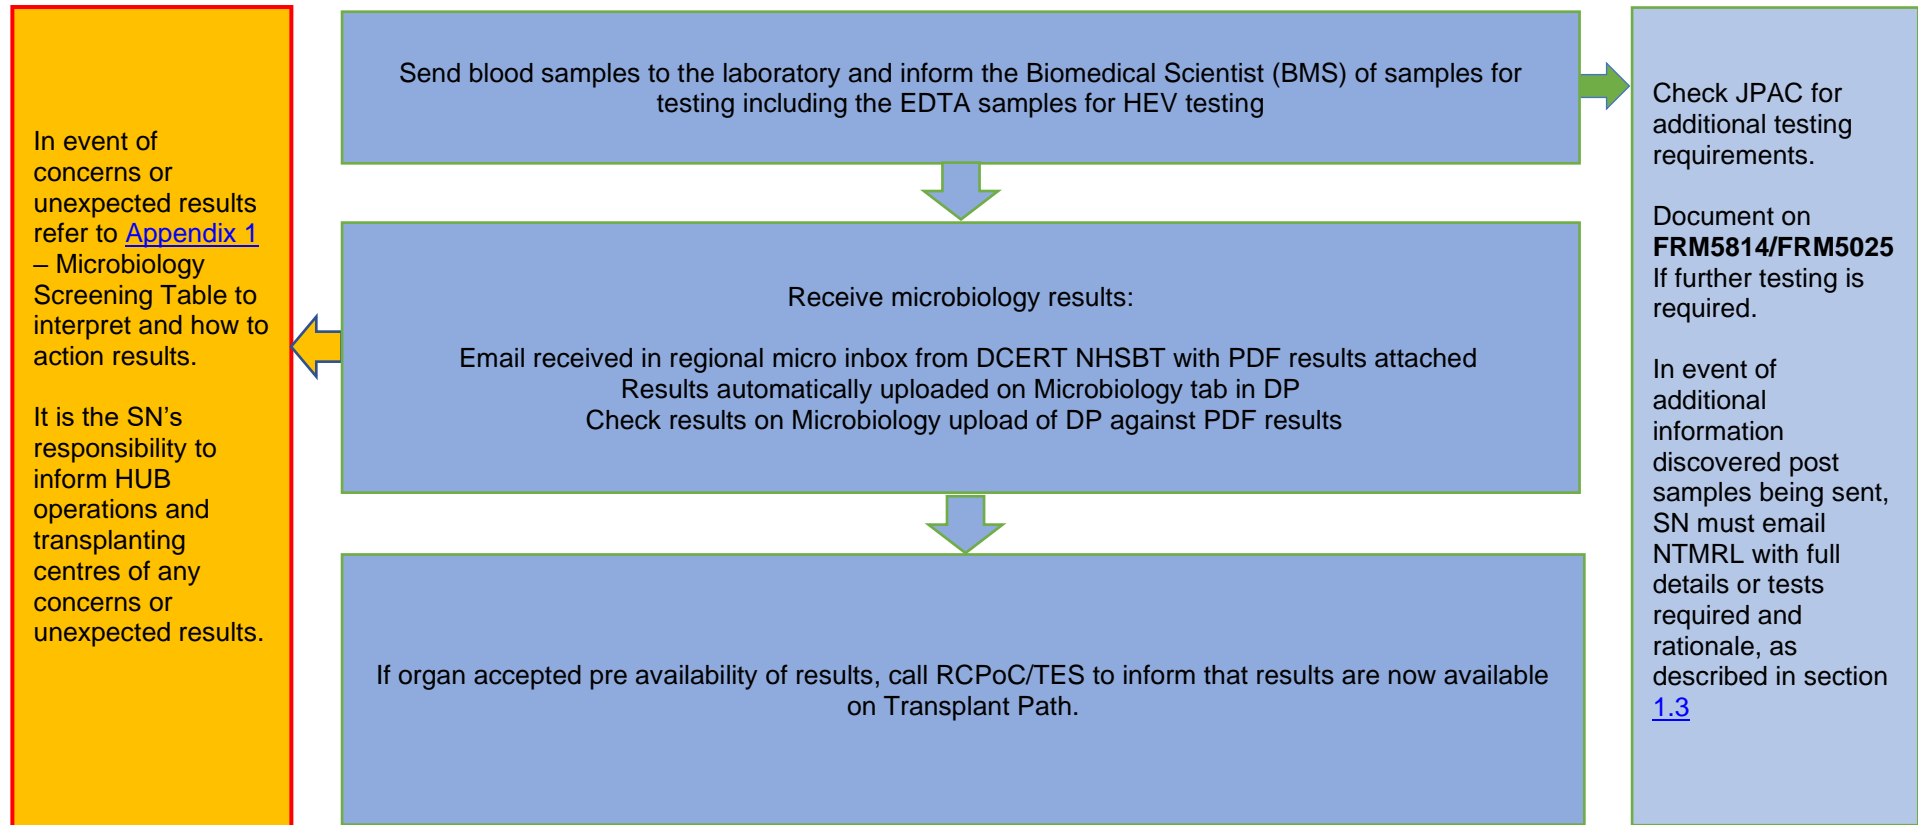 In event of
concerns or
unexpected results
refer to Appendix 1
– Microbiology
Screening Table to
interpret and how to
action results.
It is the SN’s
responsibility to
inform HUB
operations and
transplanting
centres of any
concerns or
unexpected results.
Send blood samples to the laboratory and inform the Biomedical Scientist (BMS) of samples for
testing including the EDTA samples for HEV testing
Receive microbiology results:
Email received in regional micro inbox from DCERT NHSBT with PDF results attached
Results automatically uploaded on Microbiology tab in DP
Check results on Microbiology upload of DP against PDF results
If organ accepted pre availability of results, call RCPoC/TES to inform that results are now available
on Transplant Path.
Check JPAC for
additional testing
requirements.
Document on
FRM5814/FRM5025
If further testing is
required.
In event of
additional
information
discovered post
samples being sent,
SN must email
NTMRL with full
details or tests
required and
rationale, as
described in section
1.3